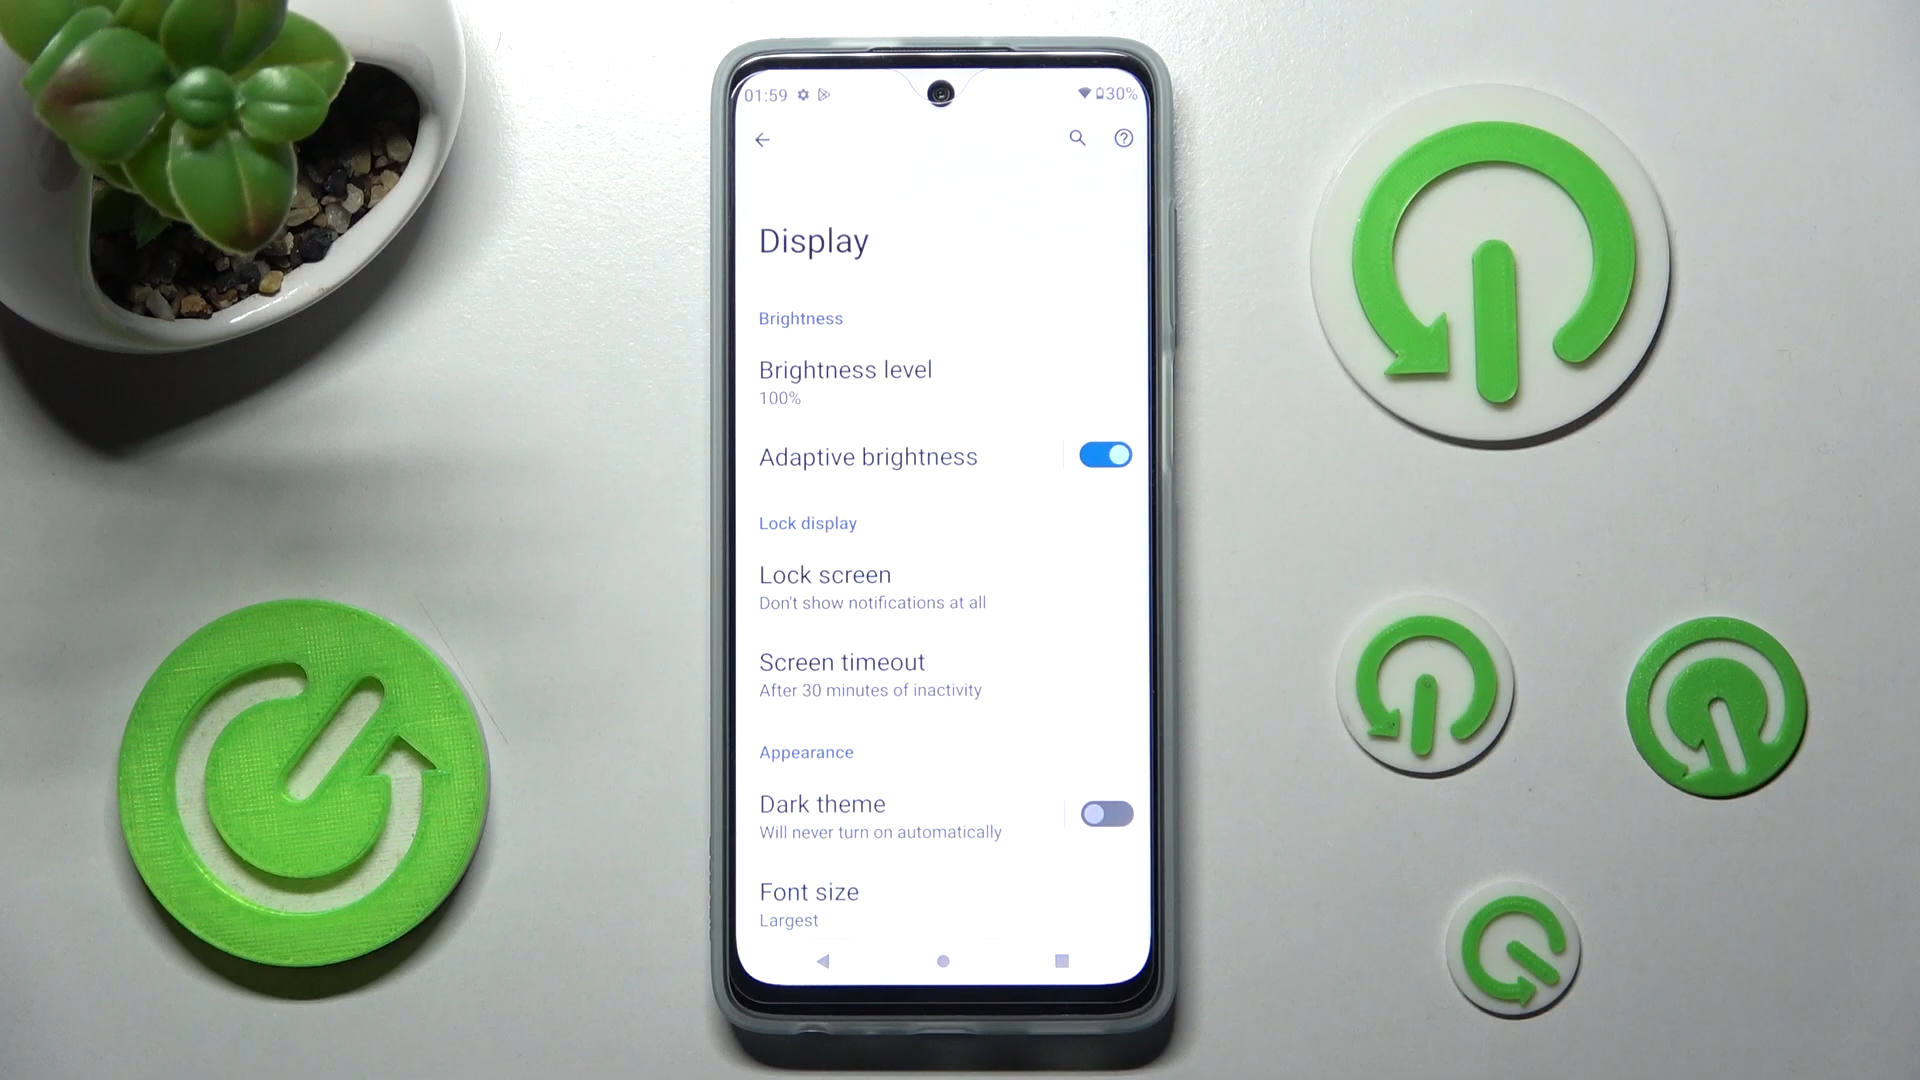 01:59 30%
Display
Brightness
Brightness level
100%
Adaptive brightness
Lock display
Lock screen
Don't show notifications at all
Screen timeout
After 30 minutes of inactivity
Appearance
Dark theme
Will never turn on automatically
Font size
Largest